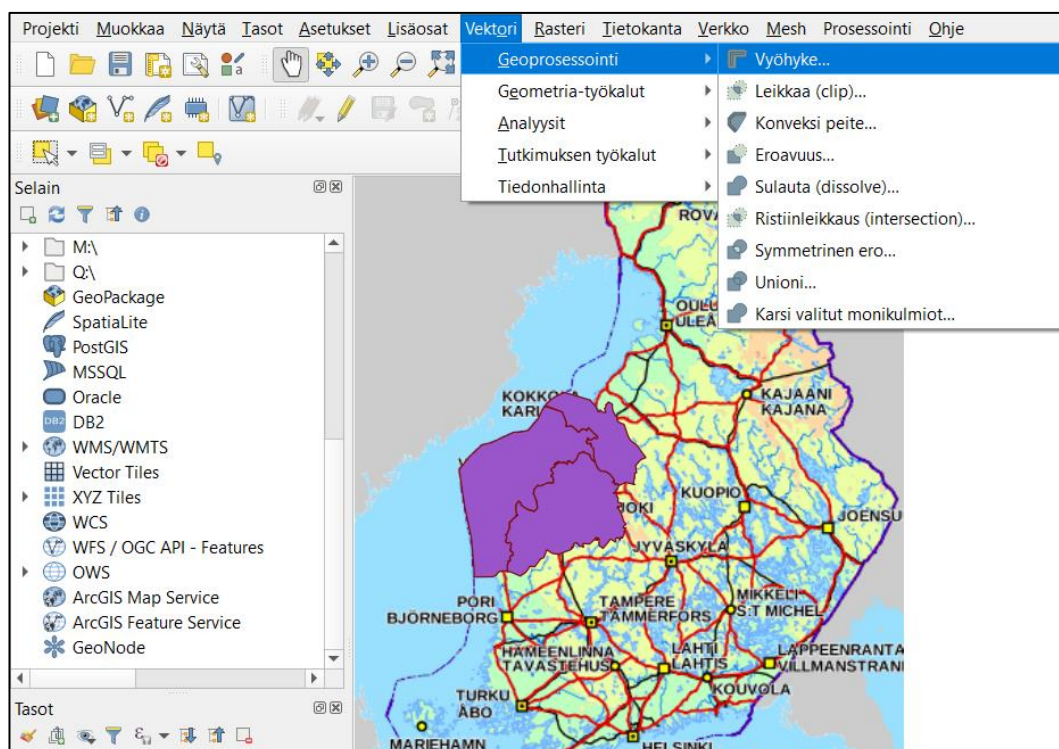 Projekti Muokkaa Näytä Tasot Asetukset Lisäosat Vektori Rasteri Tietokanta Verkko Mesh Prosessointi Ohje
Geoprosessointi
Geometria-työkalut
Analyysit
Tutkimuksen työkalut
Tiedonhallinta
Vyöhyke...
Leikkaa (clip)...
Konveksi peite...
Eroavuus...
Sulauta (dissolve)...
Ristiinleikkaus (intersection)...
Symmetrinen ero...
Unioni...
Karsi valitut monikulmiot...
Selain
M:\
Q:\
GeoPackage
SpatiaLite
PostGIS
MSSQL
Oracle
DB2
DB2
WMS/WMTS
Vector Tiles
XYZ Tiles
WCS
WFS / OGC API - Features
OWS
ArcGIS Map Service
ArcGIS Feature Service
GeoNode
Tasot
ROVA
OULU
ULEÅ
KOKKO
KARL
KAJAANI
KAJANA
KUOPIO
JOKI
JOENSU
JYVÄSKYLÄ
MIKKELI
S:T MICHEL
PORI
BJÖRNEBORG
TAMPERE
TAMMERFORS
HÄMEENLINNA
TAVASTEHUS
LAHTI
LAHTIS
LAPPEENRANTA
VILLMANSTRAN
KOUVOLA
TURKU
ÅBO
MARIEHAMN
HELSINKI